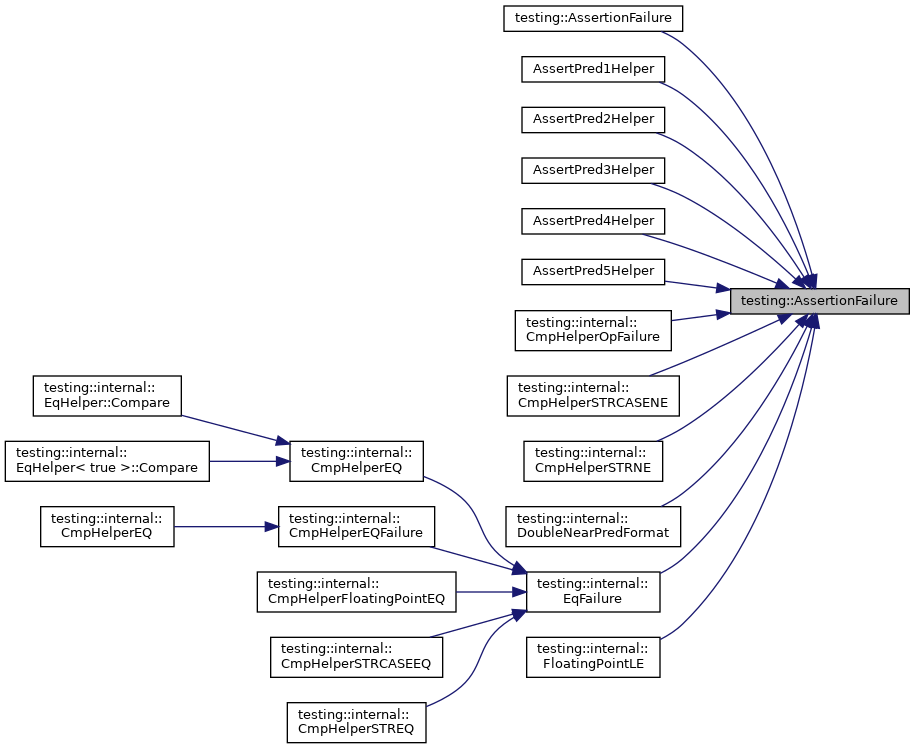 testing::AssertionFailure
AssertPred1Helper
AssertPred2Helper
AssertPred3Helper
AssertPred4Helper
AssertPred5Helper
testing::AssertionFailure
testing::internal::
CmpHelperOpFailure
testing::internal::
CmpHelperSTRCASENE
testing::internal::
EqHelper::Compare
testing::internal::
CmpHelperSTRNE
testing::internal::
CmpHelperEQ
testing::internal::
EqHelper< true >::Compare
testing::internal::
DoubleNearPredFormat
testing::internal::
CmpHelperEQFailure
testing::internal::
CmpHelperEQ
testing::internal::
EqFailure
testing::internal::
CmpHelperFloatingPointEQ
testing::internal::
FloatingPointLE
testing::internal::
CmpHelperSTRCASEEQ
testing::internal::
CmpHelperSTREQ